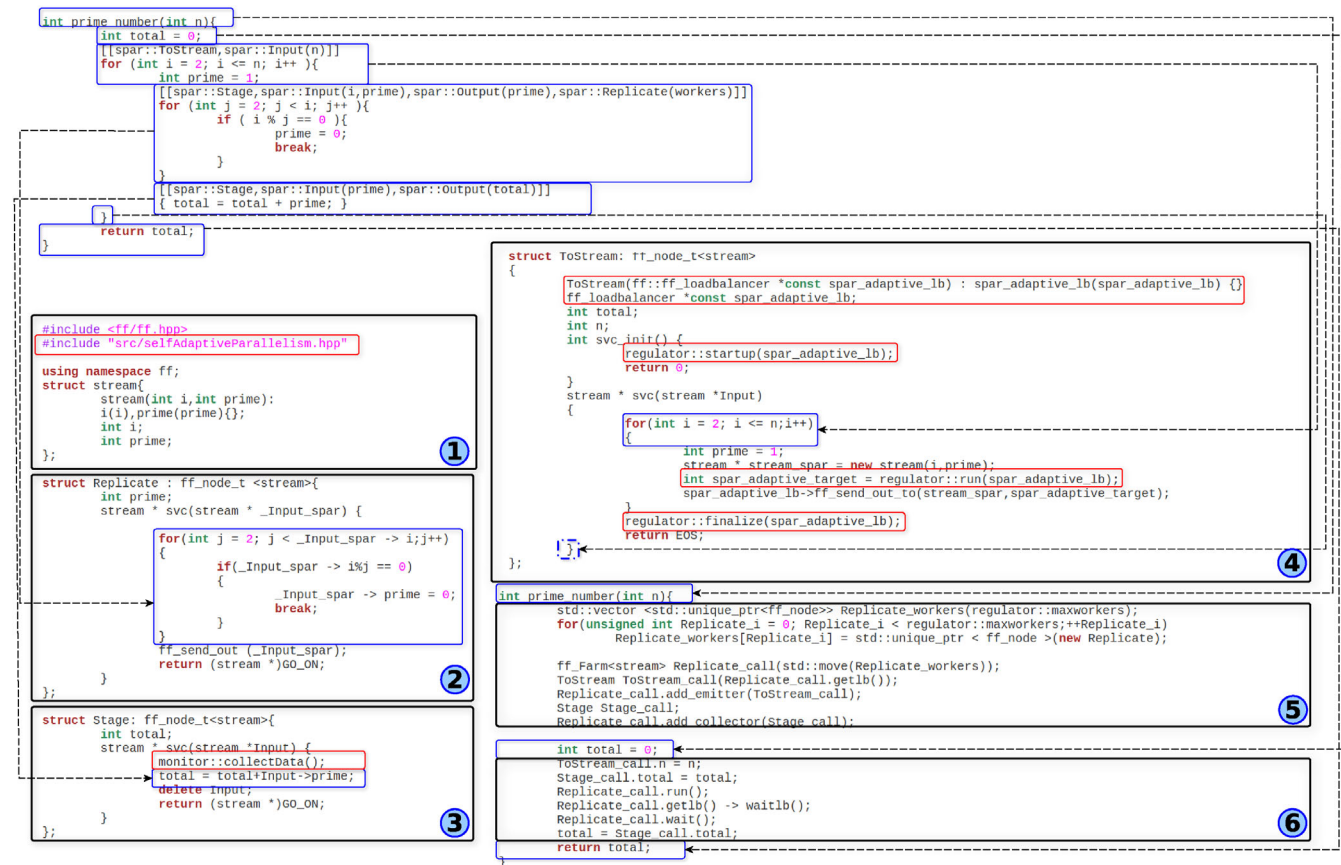 int prime_number(int n){
int total = 0;
[[spar::ToStream,spar::Input(n)]]
for (int i = 2; i <= n; i++ ){
int prime = 1;
[[spar::Stage,spar::Input(i,prime),spar::Output(prime),spar::Replicate(workers)]]
for (int j = 2; j < i; j++ ){
if ( i % j == 0 ){
prime = 0;
break;
}
}
[[spar::Stage,spar::Input(prime),spar::Output(total)]]
{ total = total + prime; }
}
return total;
}
#include <ff/ff.hpp>
#include "src/selfAdaptiveParallelism.hpp"
using namespace ff;
struct stream{
stream(int i,int prime):
i(i),prime(prime){};
int i;
int prime;
};
1
struct Replicate : ff_node_t <stream>{
int prime;
stream * svc(stream * _Input_spar) {
for(int j = 2; j < _Input_spar -> i;j++)
{
if(_Input_spar -> i%j == 0)
{
_Input_spar -> prime = 0;
break;
}
}
ff_send_out (_Input_spar);
return (stream *)GO_ON;
}
};
2
struct Stage: ff_node_t<stream>{
int total;
stream * svc(stream *Input) {
monitor::collectData();
total = total+Input->prime;
delete Input;
return (stream *)GO_ON;
}
};
3
struct ToStream: ff_node_t<stream>
{
ToStream(ff::ff_loadbalancer *const spar_adaptive_lb) : spar_adaptive_lb(spar_adaptive_lb) {}
ff_loadbalancer *const spar_adaptive_lb;
int total;
int n;
int svc_init() {
regulator::startup(spar_adaptive_lb);
return 0;
}
stream * svc(stream *Input)
{
for(int i = 2; i <= n;i++)
{
int prime = 1;
stream * stream_spar = new stream(i,prime);
int spar_adaptive_target = regulator::run(spar_adaptive_lb);
spar_adaptive_lb->ff_send_out_to(stream_spar,spar_adaptive_target);
}
regulator::finalize(spar_adaptive_lb);
return EOS;
}
};
4
int prime_number(int n){
std::vector <std::unique_ptr<ff_node>> Replicate_workers(regulator::maxworkers);
for(unsigned int Replicate_i = 0; Replicate_i < regulator::maxworkers;++Replicate_i)
Replicate_workers[Replicate_i] = std::unique_ptr < ff_node >(new Replicate);
ff_Farm<stream> Replicate_call(std::move(Replicate_workers));
ToStream ToStream_call(Replicate_call.getlb());
Replicate_call.add_emitter(ToStream_call);
Stage Stage_call;
Replicate_call.add_collector(Stage_call);
5
int total = 0;
ToStream_call.n = n;
Stage_call.total = total;
Replicate_call.run();
Replicate_call.getlb() -> waitlb();
Replicate_call.wait();
total = Stage_call.total;
6
return total;
}